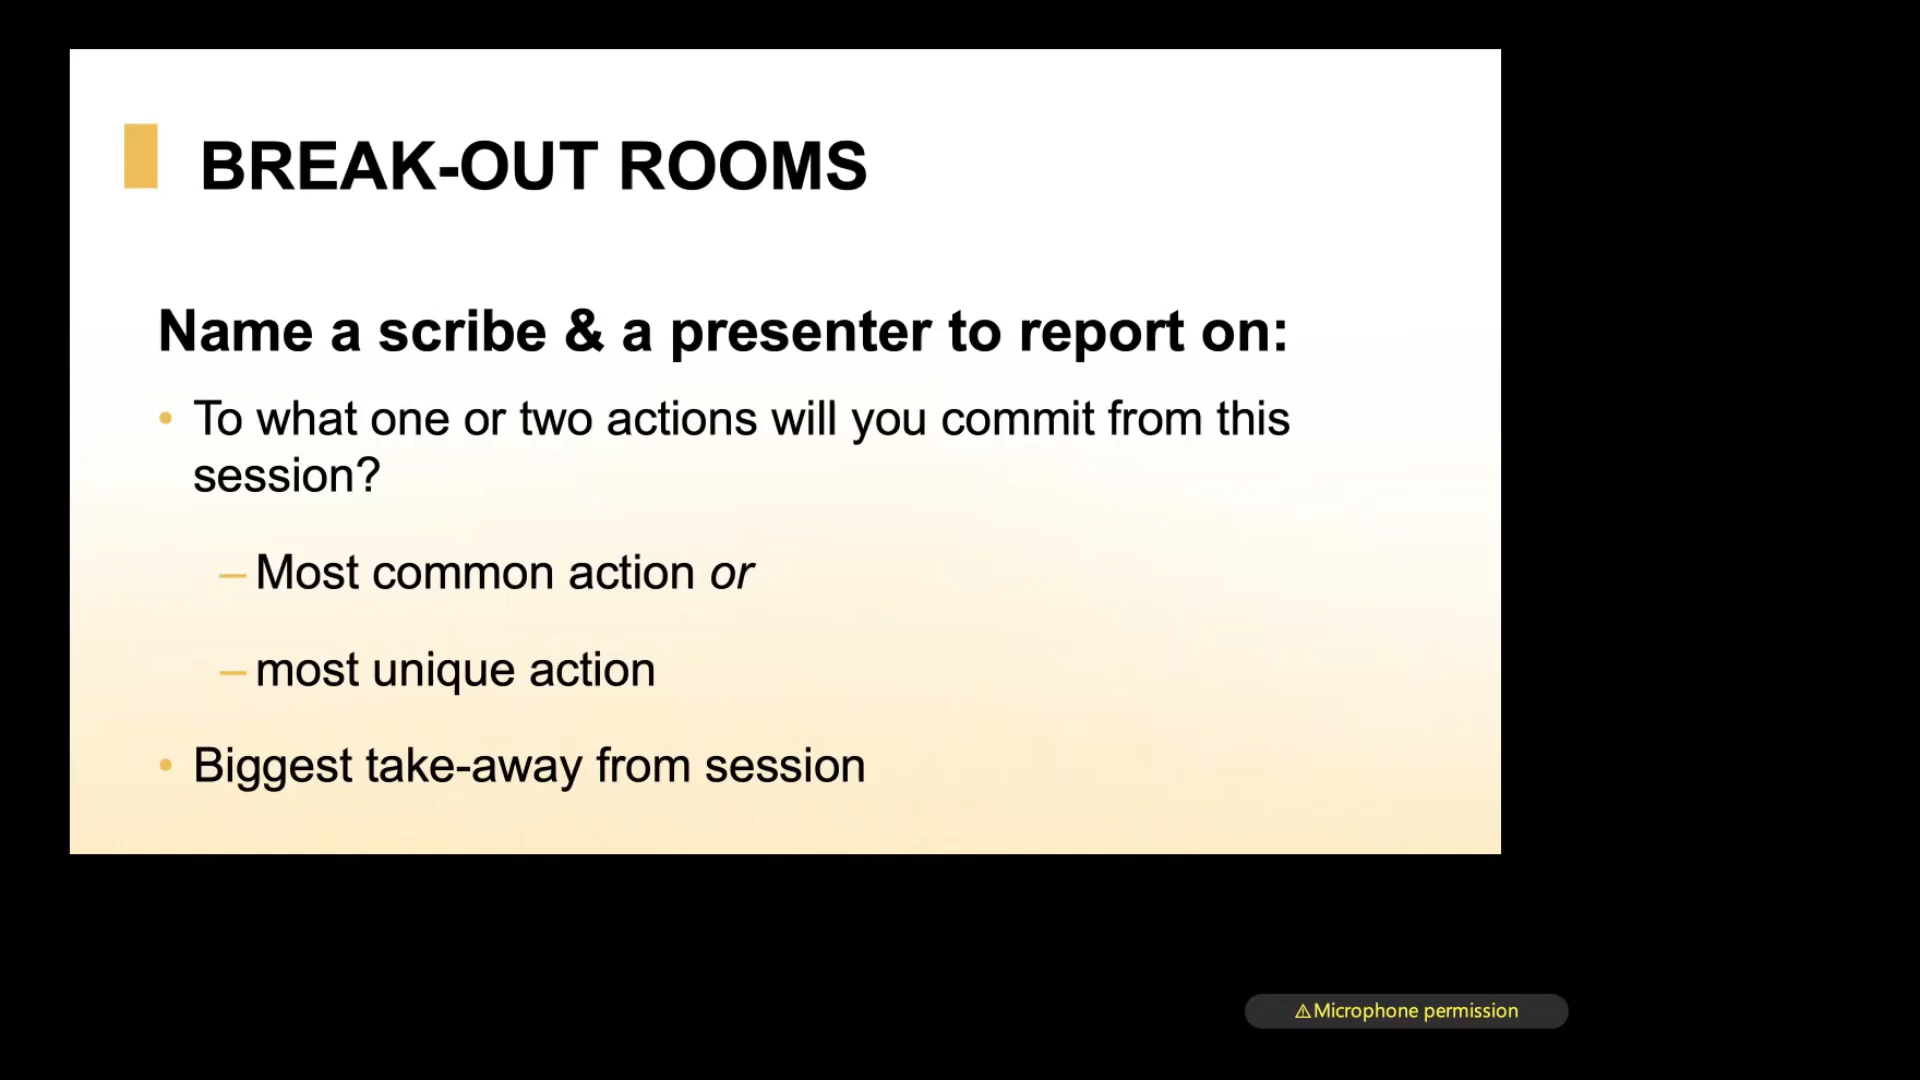 BREAK-OUT ROOMS
Name a scribe & a presenter to report on:
• To what one or two actions will you commit from this
session?
– Most common action or
– most unique action
• Biggest take-away from session
⚠Microphone permission